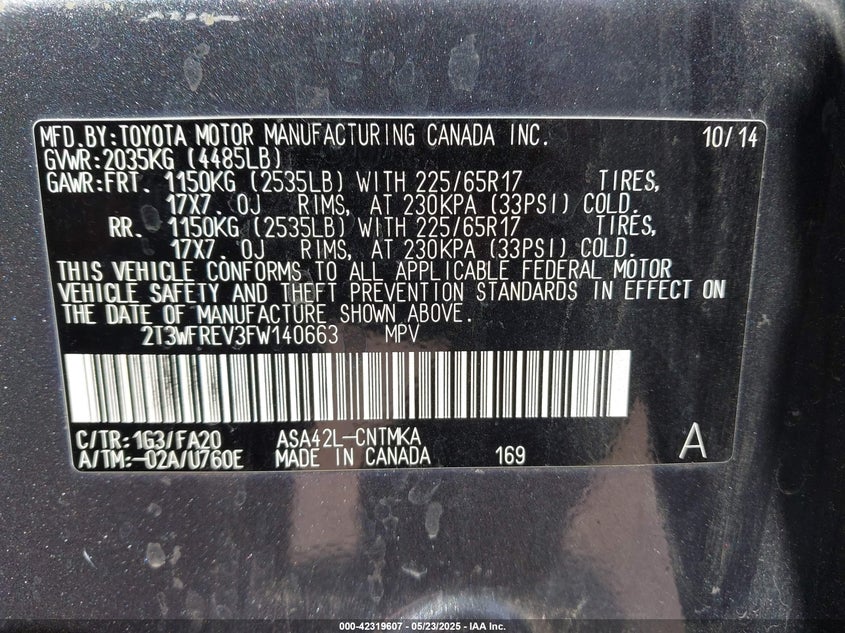 MFD.BY:TOYOTA MOTOR MANUFACTURING CANADA INC. 10/14
GVWR:2035KG (4485LB)
GAWR:FRT. 1150KG (2535LB) WITH 225/65R17 TIRES,
17X7.0J RIMS, AT 230KPA (33PSI) COLD.
RR. 1150KG (2535LB) WITH 225/65R17 TIRES,
17X7.0J RIMS, AT 230KPA (33PSI) COLD.
THIS VEHICLE CONFORMS TO ALL APPLICABLE FEDERAL MOTOR
VEHICLE SAFETY AND THEFT PREVENTION STANDARDS IN EFFECT ON
THE DATE OF MANUFACTURE SHOWN ABOVE.
2T3WFREV3FW140663 MPV
C/TR:1G3/FA20 ASA42L-CNTMKA
A/TM:-02A/U760E MADE IN CANADA 169 A
000-42319607 - 05/23/2025 - IAA Inc.